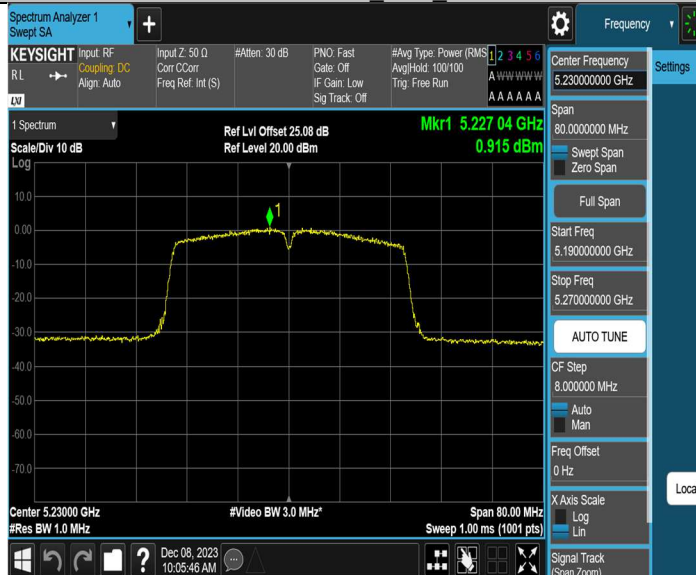 Spectrum Analyzer 1
Swept SA
Frequency
Settings
KEYSIGHT
Input: RF
Input Z: 50 Ω
#Atten: 30 dB
PNO: Fast
#Avg Type: Power (RMS
1 2 3 4 5 6
RL
Coupling: DC
Corr CCorr
Gate: Off
Avg|Hold: 100/100
A W W W W W
Align: Auto
Freq Ref: Int (S)
IF Gain: Low
Trig: Free Run
Sig Track: Off
A A A A A A
LXI
1 Spectrum
Scale/Div 10 dB
Log
Ref Lvl Offset 25.08 dB
Ref Level 20.00 dBm
Mkr1 5.227 04 GHz
0.915 dBm
1
10.0
0.00
-10.0
-20.0
-30.0
-40.0
-50.0
-60.0
-70.0
Center 5.23000 GHz
#Video BW 3.0 MHz*
Span 80.00 MHz
#Res BW 1.0 MHz
Sweep 1.00 ms (1001 pts)
?
Dec 08, 2023
10:05:46 AM
Center Frequency
5.230000000 GHz
Span
80.0000000 MHz
Swept Span
Zero Span
Full Span
Start Freq
5.190000000 GHz
Stop Freq
5.270000000 GHz
AUTO TUNE
CF Step
8.000000 MHz
Auto
Man
Freq Offset
0 Hz
X Axis Scale
Log
Lin
Signal Track
(Span Zoom)
Loca